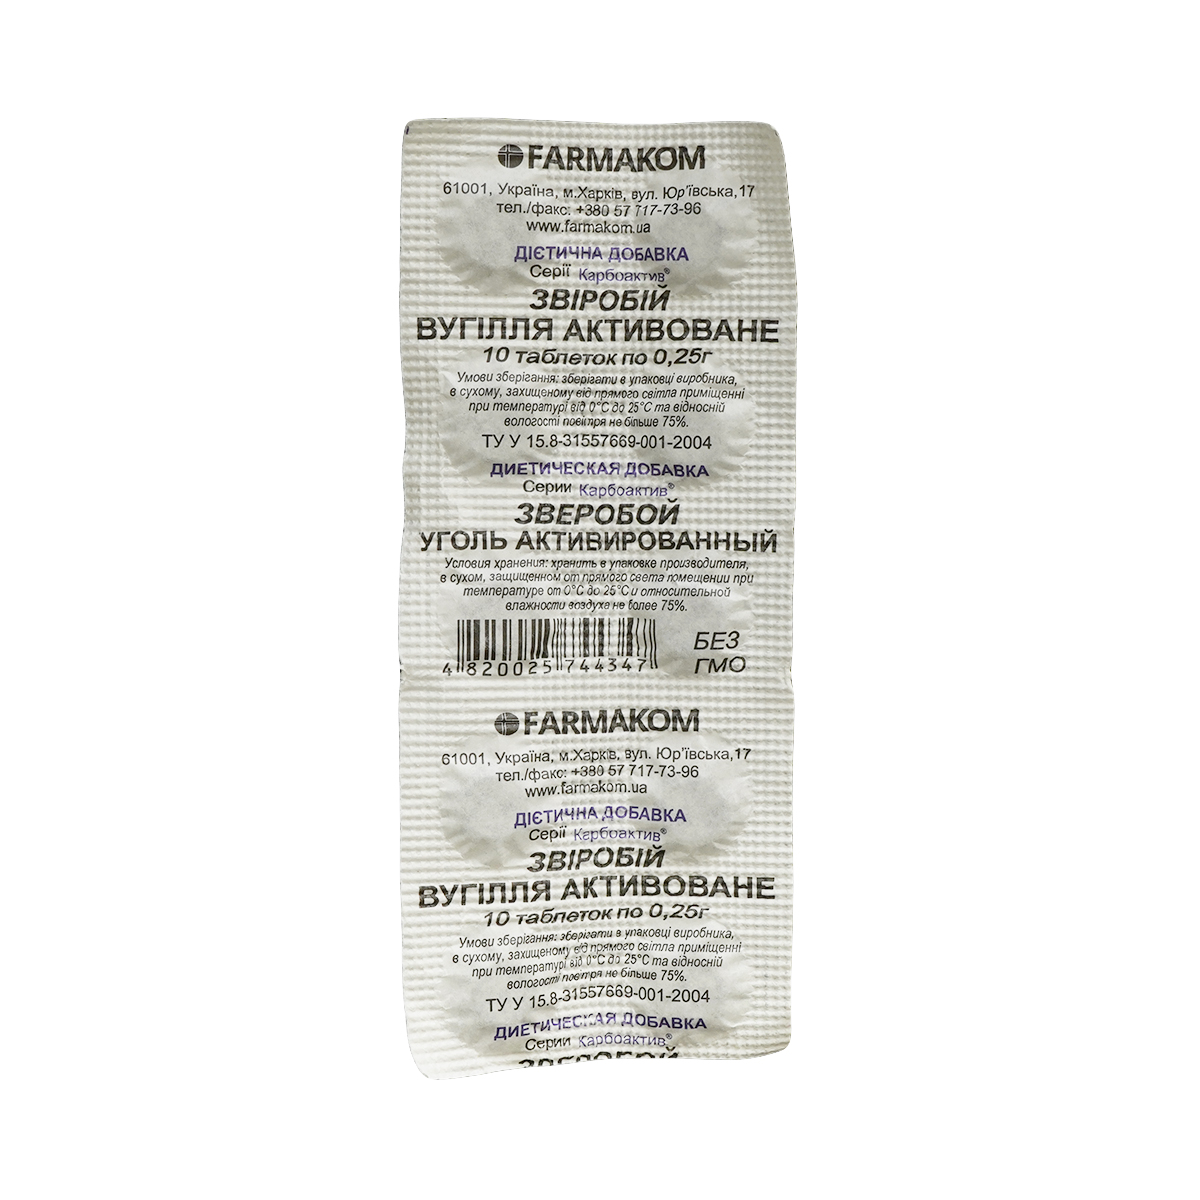 FARMAKOM
61001, Україна, м.Харків, вул. Юр'ївська,17
тел./факс: +380 57 717-73-96
www.farmakom.ua
ДІЄТИЧНА ДОБАВКА
Серії Карбоактив®
ЗВІРОБІЙ
ВУГІЛЛЯ АКТИВОВАНЕ
10 таблеток по 0,25г
Умови зберігання: зберігати в упаковці виробника,
в сухому, захищеному від прямого світла приміщенні
при температурі від 0°С до 25°С та відносній
вологості повітря не більше 75%.
ТУ У 15.8-31557669-001-2004
ДИЕТИЧЕСКАЯ ДОБАВКА
Серии Карбоактив®
ЗВЕРОБОЙ
УГОЛЬ АКТИВИРОВАННЫЙ
Условия хранения: хранить в упаковке производителя,
в сухом, защищенном от прямого света помещении при
температуре от 0°С до 25°С и относительной
влажности воздуха не более 75%.
4 820025 744347
БЕЗ
ГМО
FARMAKOM
61001, Україна, м.Харків, вул. Юр'ївська,17
тел./факс: +380 57 717-73-96
www.farmakom.ua
ДІЄТИЧНА ДОБАВКА
Серії Карбоактив®
ЗВІРОБІЙ
ВУГІЛЛЯ АКТИВОВАНЕ
10 таблеток по 0,25г
Умови зберігання: зберігати в упаковці виробника,
в сухому, захищеному від прямого світла приміщенні
при температурі від 0°С до 25°С та відносній
вологості повітря не більше 75%.
ТУ У 15.8-31557669-001-2004
ДИЕТИЧЕСКАЯ ДОБАВКА
Серии Карбоактив®
ЗВЕРОБОЙ